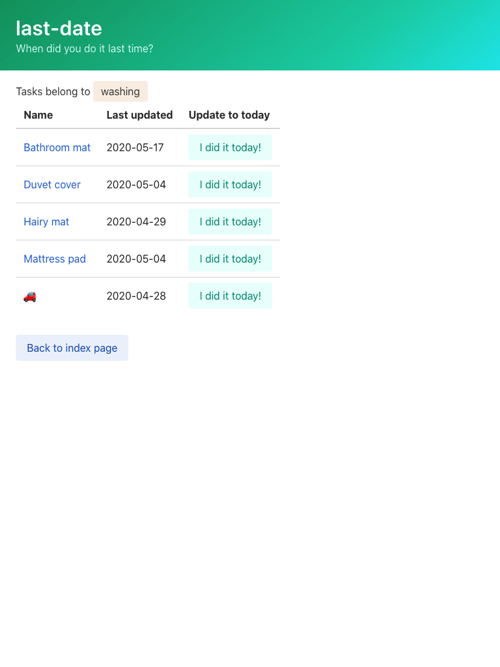 last-date
When did you do it last time?
Tasks belong to washing
Name Last updated Update to today
Bathroom mat 2020-05-17 I did it today!
Duvet cover 2020-05-04 I did it today!
Hairy mat 2020-04-29 I did it today!
Mattress pad 2020-05-04 I did it today!
🚗 2020-04-28 I did it today!
Back to index page